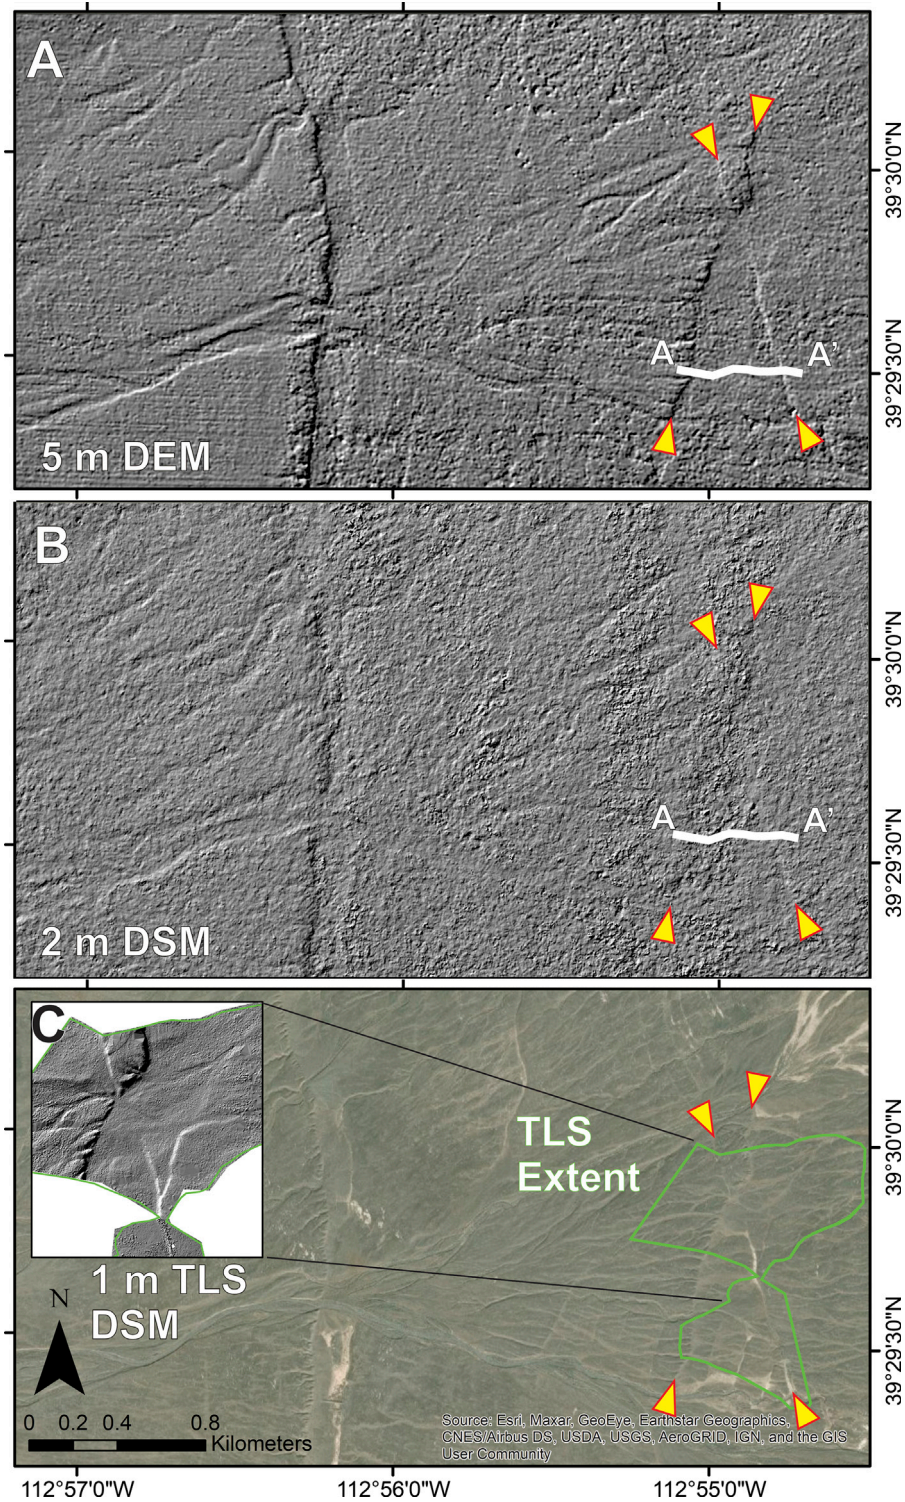 A
39°30'0"N
39°29'30"N
A A'
5 m DEM
B
39°30'0"N
39°29'30"N
A A'
2 m DSM
C
TLS
Extent
39°30'0"N
39°29'30"N
1 m TLS
DSM
N
0 0.2 0.4 0.8
Kilometers
Source: Esri, Maxar, GeoEye, Earthstar Geographics,
CNES/Airbus DS, USDA, USGS, AeroGRID, IGN, and the GIS
User Community
112°57'0"W 112°56'0"W 112°55'0"W